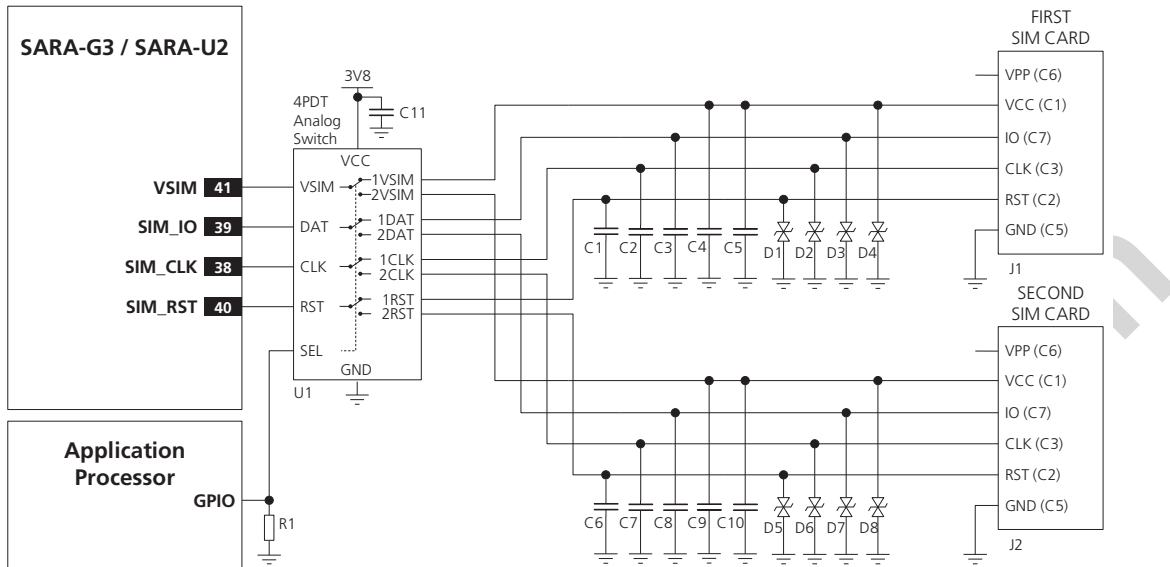 SARA-G3 / SARA-U2
VSIM 41
SIM_IO 39
SIM_CLK 38
SIM_RST 40
Application
Processor
GPIO
R1
3V8
C11
4PDT
Analog
Switch
VCC
VSIM
1VSIM
2VSIM
DAT
1DAT
2DAT
CLK
1CLK
2CLK
RST
1RST
2RST
SEL
GND
U1
C1 C2 C3 C4 C5 D1 D2 D3 D4
FIRST
SIM CARD
VPP (C6)
VCC (C1)
IO (C7)
CLK (C3)
RST (C2)
GND (C5)
J1
C6 C7 C8 C9 C10 D5 D6 D7 D8
SECOND
SIM CARD
VPP (C6)
VCC (C1)
IO (C7)
CLK (C3)
RST (C2)
GND (C5)
J2